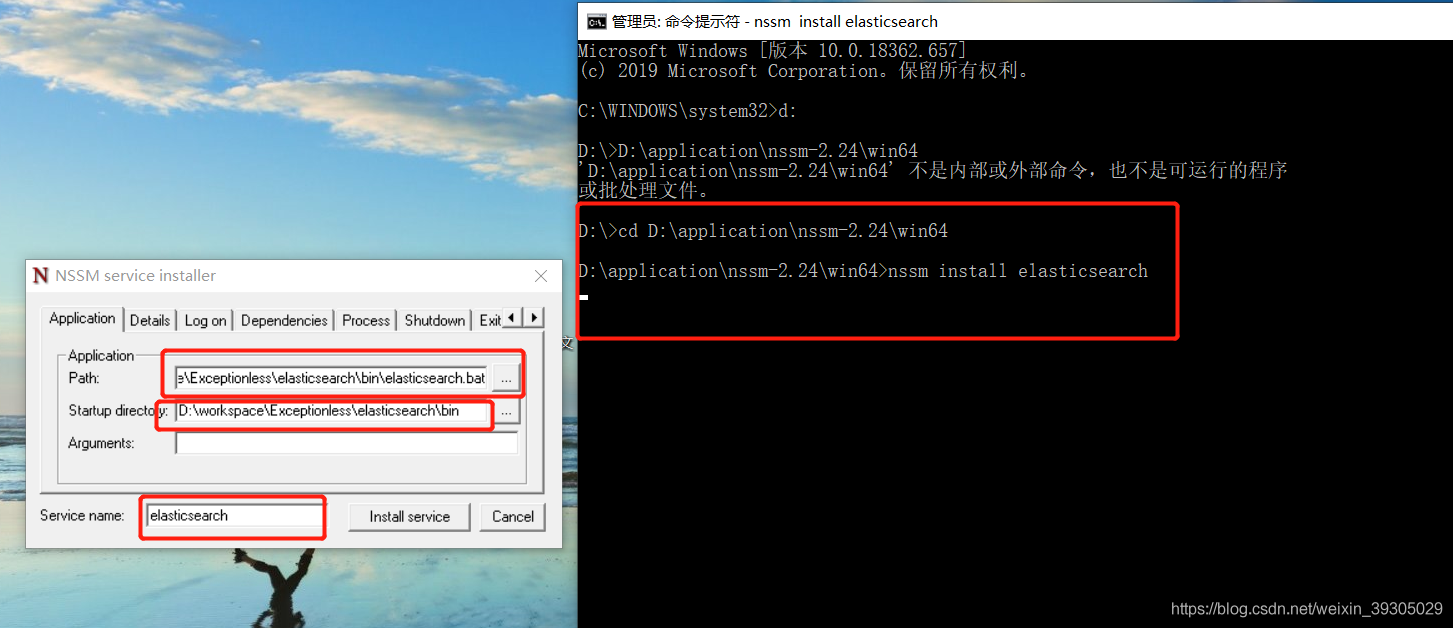 管理员: 命令提示符 - nssm  install elasticsearch
Microsoft Windows [版本 10.0.18362.657]
(c) 2019 Microsoft Corporation。保留所有权利。
C:\WINDOWS\system32>d:
D:\>D:\application\nssm-2.24\win64
'D:\application\nssm-2.24\win64' 不是内部或外部命令，也不是可运行的程序
或批处理文件。
D:\>cd D:\application\nssm-2.24\win64
D:\application\nssm-2.24\win64>nssm install elasticsearch
NSSM service installer
Application Details Log on Dependencies Process Shutdown Exit
Application
Path: e\Exceptionless\elasticsearch\bin\elasticsearch.bat ...
Startup directory: D:\workspace\Exceptionless\elasticsearch\bin ...
Arguments:
Service name: elasticsearch Install service Cancel
文
https://blog.csdn.net/weixin_39305029